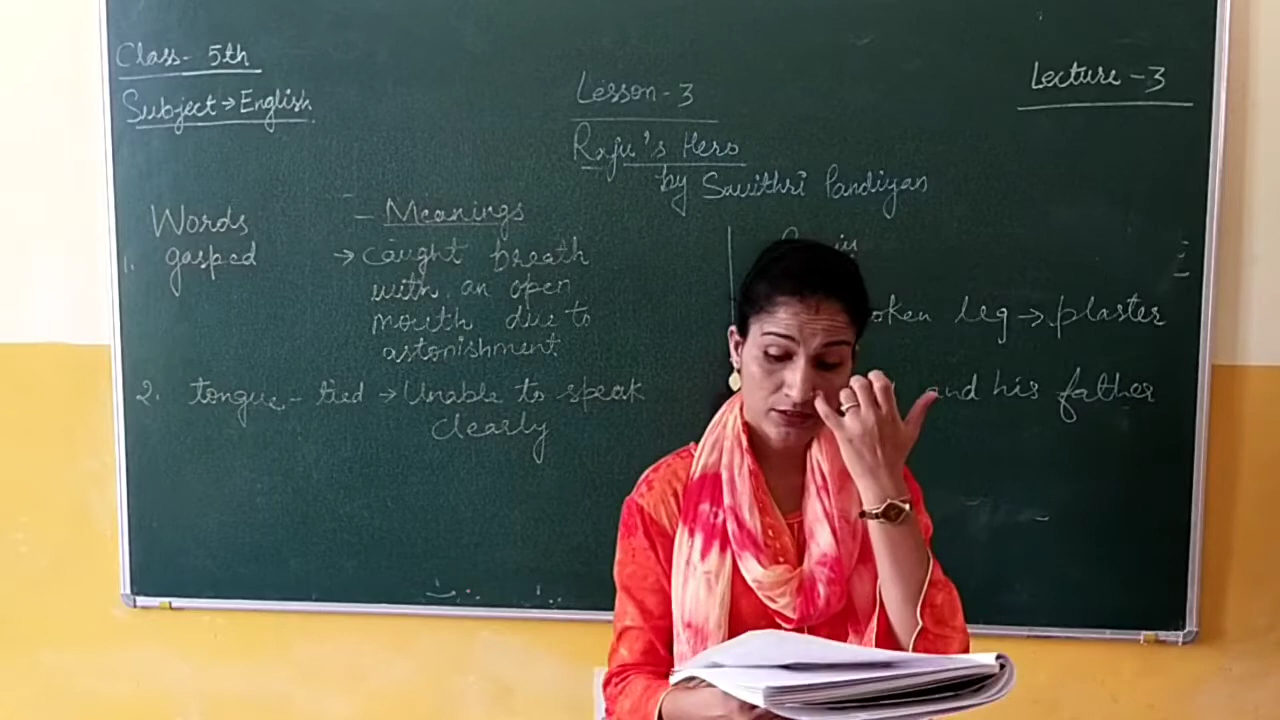 Class- 5th
Subject → English
Lesson - 3
Lecture - 3
Raju's Hero
by Savithri Pandiyan
Words - Meanings
1. gasped → caught breath
with an open
mouth due to
astonishment
2. tongue - tied → Unable to speak
clearly
leg → plaster
and his father